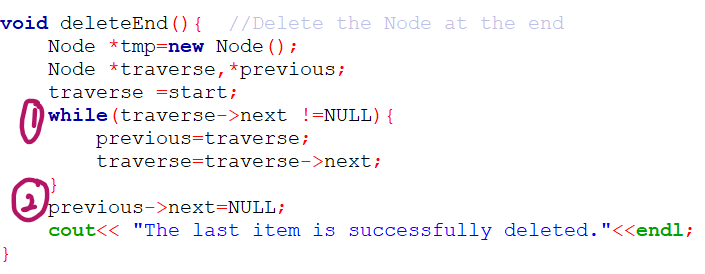 void deleteEnd(){  //Delete the Node at the end
    Node *tmp=new Node();
    Node *traverse,*previous;
    traverse =start;
1   while(traverse->next !=NULL){
        previous=traverse;
        traverse=traverse->next;
    }
2   previous->next=NULL;
    cout<< "The last item is successfully deleted."<<endl;
}